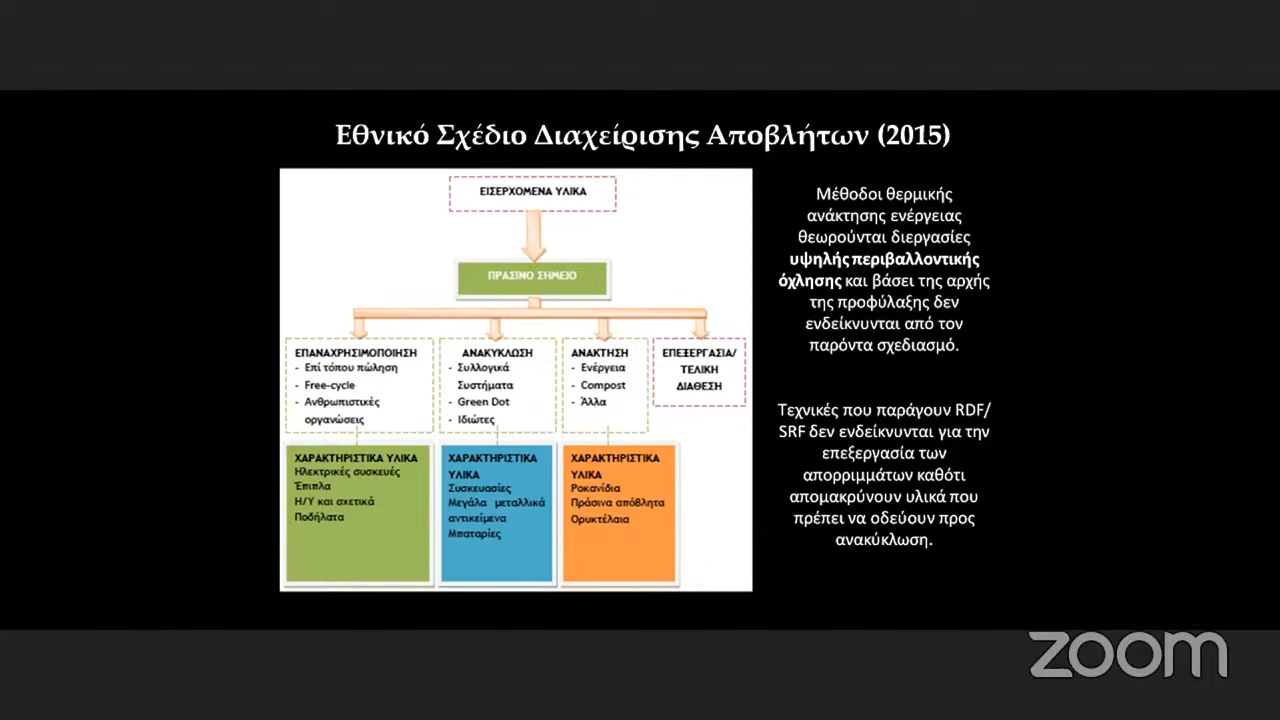 Εθνικό Σχέδιο Διαχείρισης Αποβλήτων (2015)
ΕΙΣΕΡΧΟΜΕΝΑ ΥΛΙΚΑ
ΠΡΑΣΙΝΟ ΣΗΜΕΙΟ
ΕΠΑΝΑΧΡΗΣΙΜΟΠΟΙΗΣΗ
- Επί τόπου πώληση
- Free-cycle
- Ανθρωπιστικές
οργανώσεις
ΑΝΑΚΥΚΛΩΣΗ
- Συλλογικά
Συστήματα
- Green Dot
- Ιδιώτες
ΑΝΑΚΤΗΣΗ
- Ενέργεια
- Compost
- Άλλα
ΕΠΕΞΕΡΓΑΣΙΑ/
ΤΕΛΙΚΗ
ΔΙΑΘΕΣΗ
ΧΑΡΑΚΤΗΡΙΣΤΙΚΑ ΥΛΙΚΑ
Ηλεκτρικές συσκευές
Έπιπλα
Η/Υ και σχετικά
Ποδήλατα
ΧΑΡΑΚΤΗΡΙΣΤΙΚΑ
ΥΛΙΚΑ
Συσκευασίες
Μεγάλα μεταλλικά
αντικείμενα
Μπαταρίες
ΧΑΡΑΚΤΗΡΙΣΤΙΚΑ
ΥΛΙΚΑ
Ροκανίδια
Πράσινα απόβλητα
Ορυκτέλαια
Μέθοδοι θερμικής
ανάκτησης ενέργειας
θεωρούνται διεργασίες
υψηλής περιβαλλοντικής
όχλησης και βάσει της αρχής
της προφύλαξης δεν
ενδείκνυνται από τον
παρόντα σχεδιασμό.
Τεχνικές που παράγουν RDF/
SRF δεν ενδείκνυνται για την
επεξεργασία των
απορριμμάτων καθότι
απομακρύνουν υλικά που
πρέπει να οδεύουν προς
ανακύκλωση.
zoom